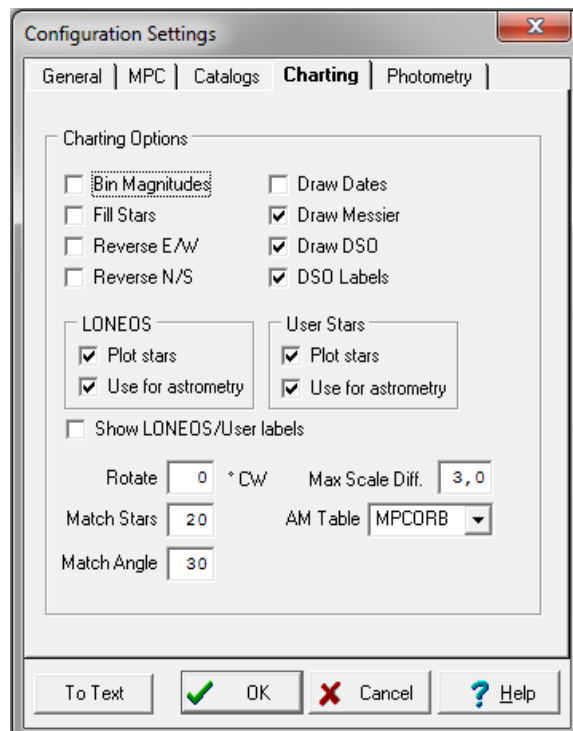 Configuration Settings
General MPC Catalogs Charting Photometry
Charting Options
Bin Magnitudes Draw Dates
Fill Stars Draw Messier
Reverse E/W Draw DSO
Reverse N/S DSO Labels
LONEOS User Stars
Plot stars Plot stars
Use for astrometry Use for astrometry
Show LONEOS/User labels
Rotate 0 ° CW Max Scale Diff. 3,0
Match Stars 20 AM Table MPCORB
Match Angle 30
To Text OK Cancel ? Help